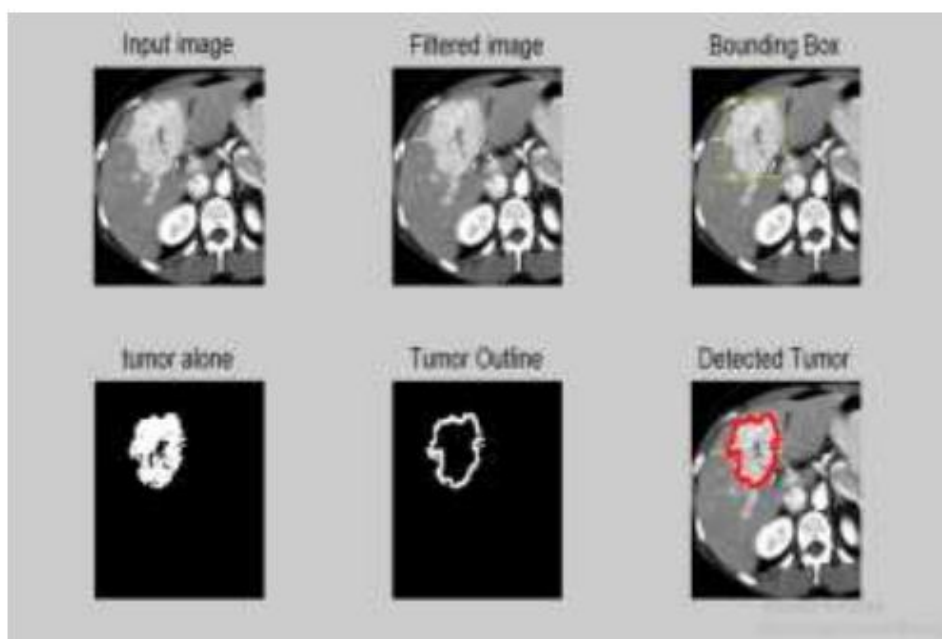 Input image
Filtered image
Bounding Box
tumor alone
Tumor Outline
Detected Tumor